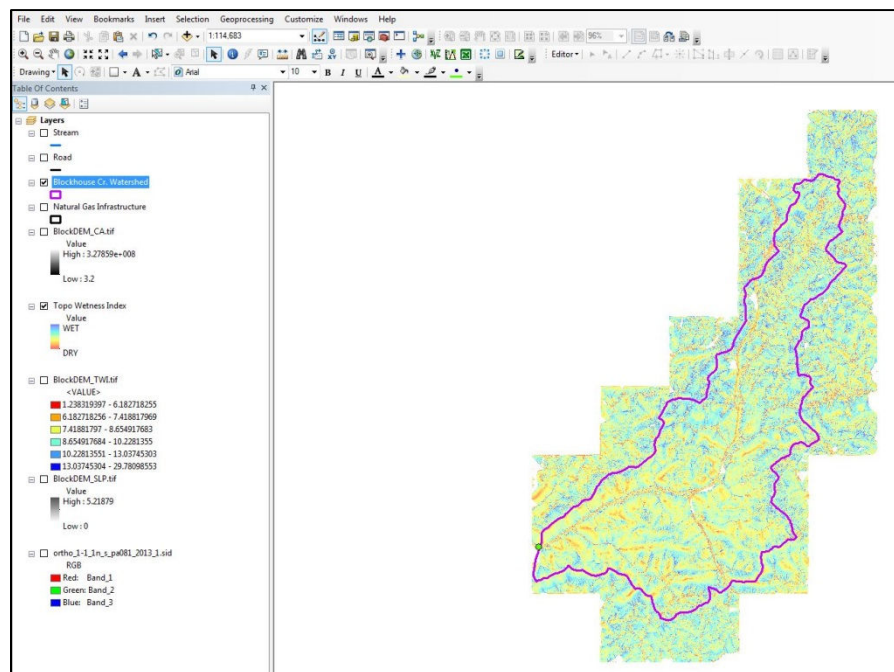 File Edit View Bookmarks Insert Selection Geoprocessing Customize Windows Help
1:114,683
96%
Editor
Drawing A Arial 10 B I U A
Table Of Contents
Layers
Stream
Road
Blockhouse Cr. Watershed
Natural Gas Infrastructure
BlockDEM_CA.tif
Value
High : 3.27859e+008
Low : 3.2
Topo Wetness Index
Value
WET
DRY
BlockDEM_TWI.tif
<VALUE>
1.238319397 - 6.182718255
6.182718256 - 7.418817969
7.41881797 - 8.654917683
8.654917684 - 10.2281355
10.22813551 - 13.03745303
13.03745304 - 29.78098553
BlockDEM_SLP.tif
Value
High : 5.21879
Low : 0
ortho_1-1_1n_s_pa081_2013_1.sid
RGB
Red: Band_1
Green: Band_2
Blue: Band_3